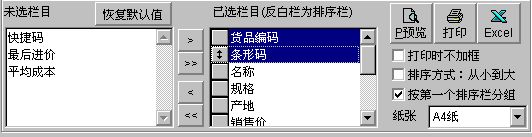 未选栏目
恢复默认值
快捷码
最后进价
平均成本
>
>>
<
<<
已选栏目(反白栏为排序栏)
货品编码
条形码
名称
规格
产地
销售价
P预览
打印
Excel
打印时不加框
排序方式：从小到大
按第一个排序栏分组
纸张
A4纸